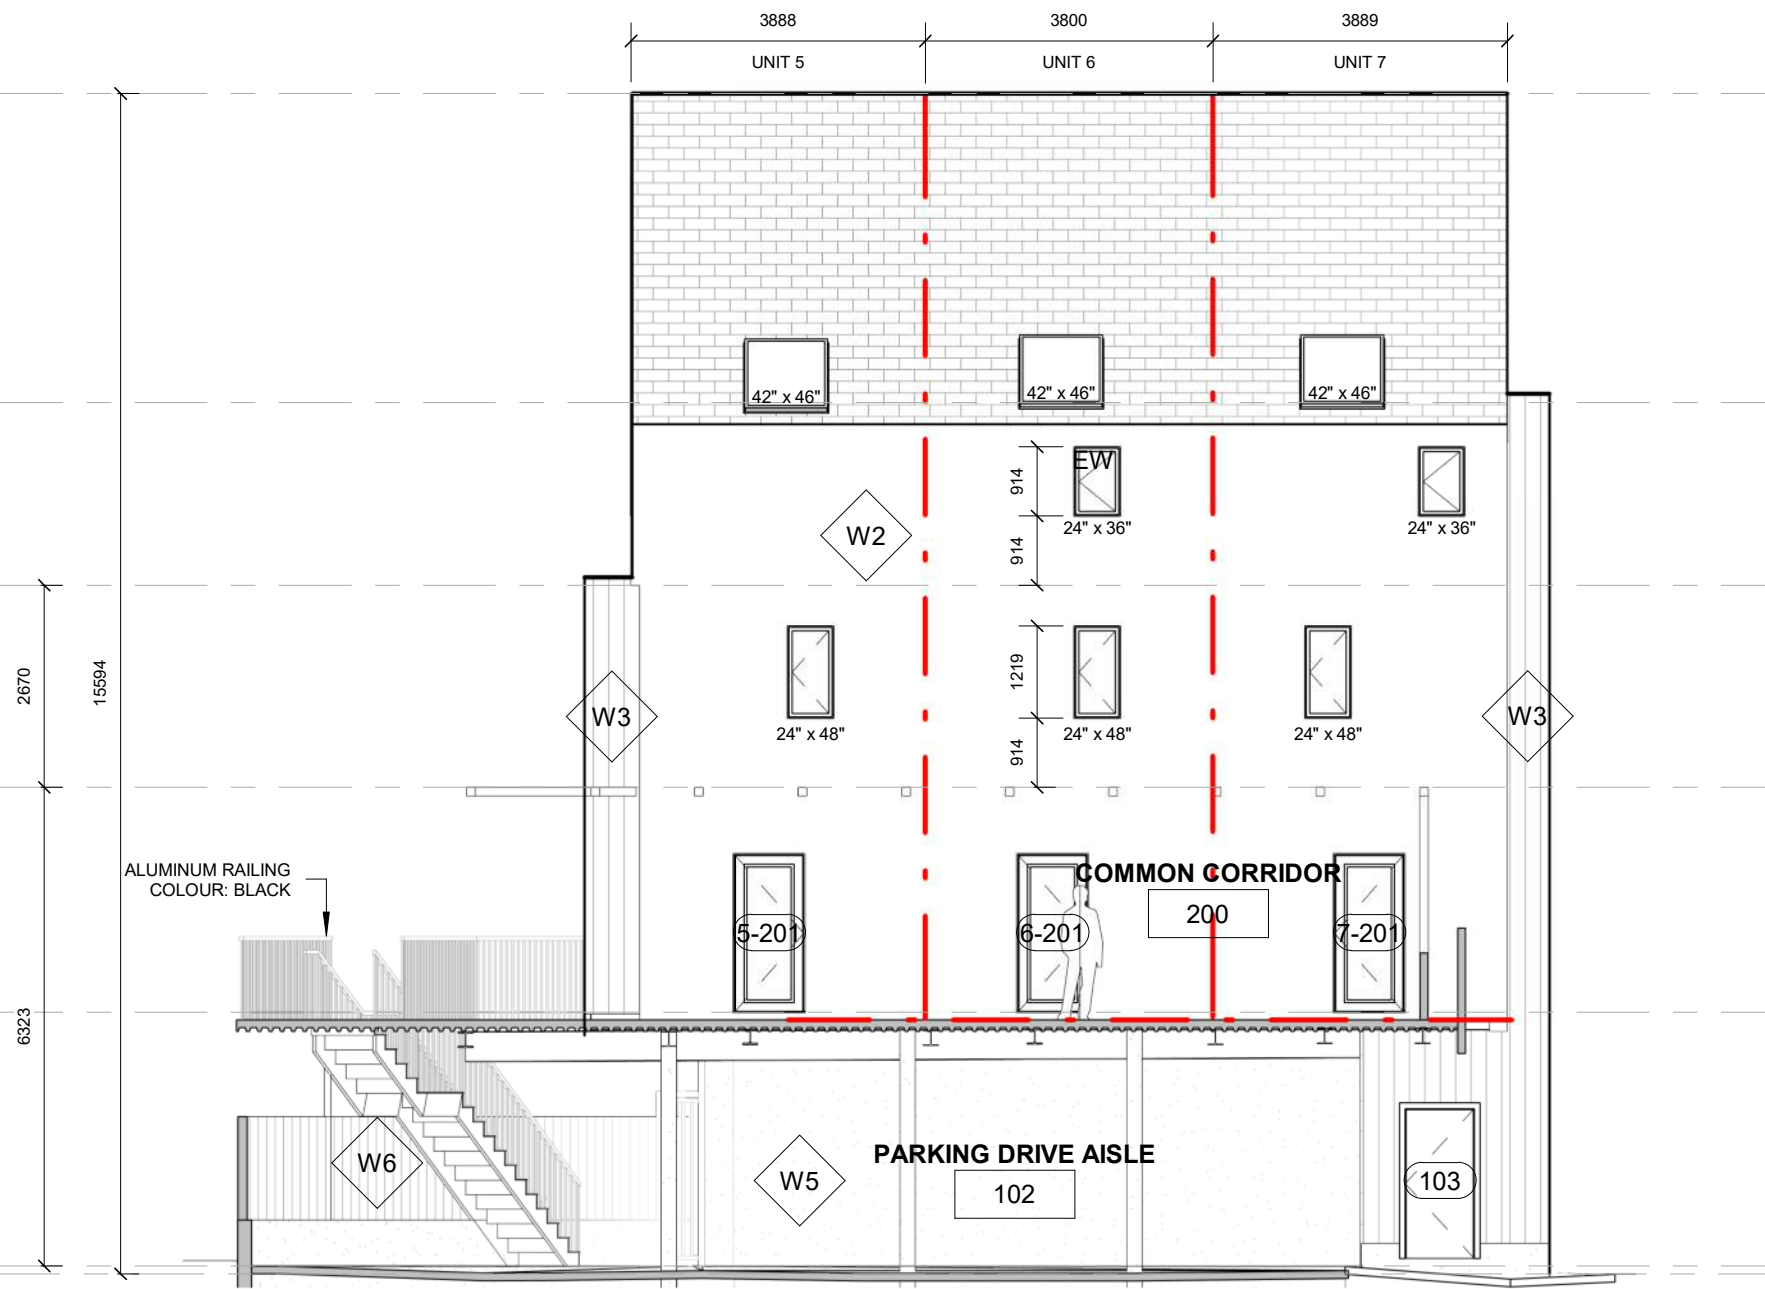 3888
3800
3889
UNIT 5
UNIT 6
UNIT 7
42" x 46"
42" x 46"
42" x 46"
EW
914
24" x 36"
24" x 36"
W2
914
2670
15594
1219
W3
W3
24" x 48"
24" x 48"
24" x 48"
914
ALUMINUM RAILING
COLOUR: BLACK
COMMON CORRIDOR
200
5-201
6-201
7-201
6323
PARKING DRIVE AISLE
102
W6
W5
103